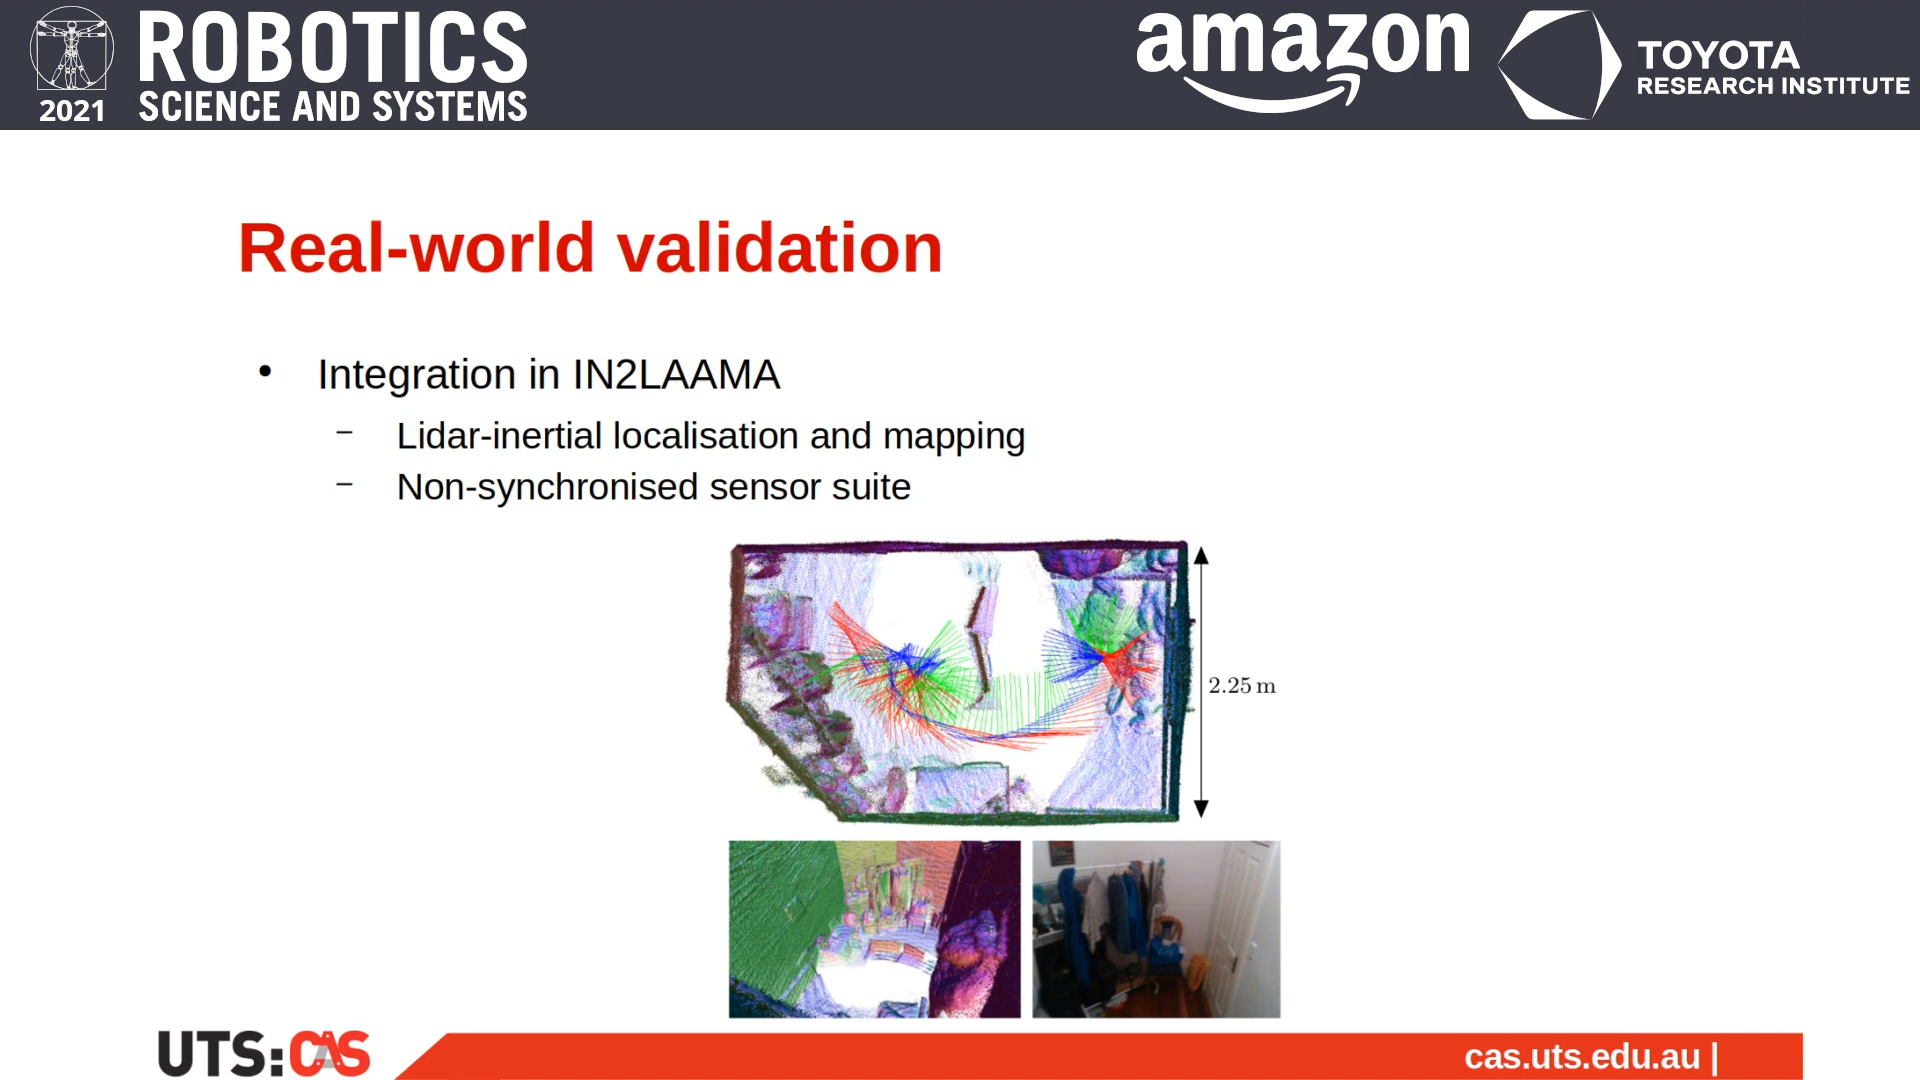 ROBOTICS
SCIENCE AND SYSTEMS
2021
amazon
TOYOTA
RESEARCH INSTITUTE
Real-world validation
• Integration in IN2LAAMA
– Lidar-inertial localisation and mapping
– Non-synchronised sensor suite
2.25 m
UTS:CAS
cas.uts.edu.au |